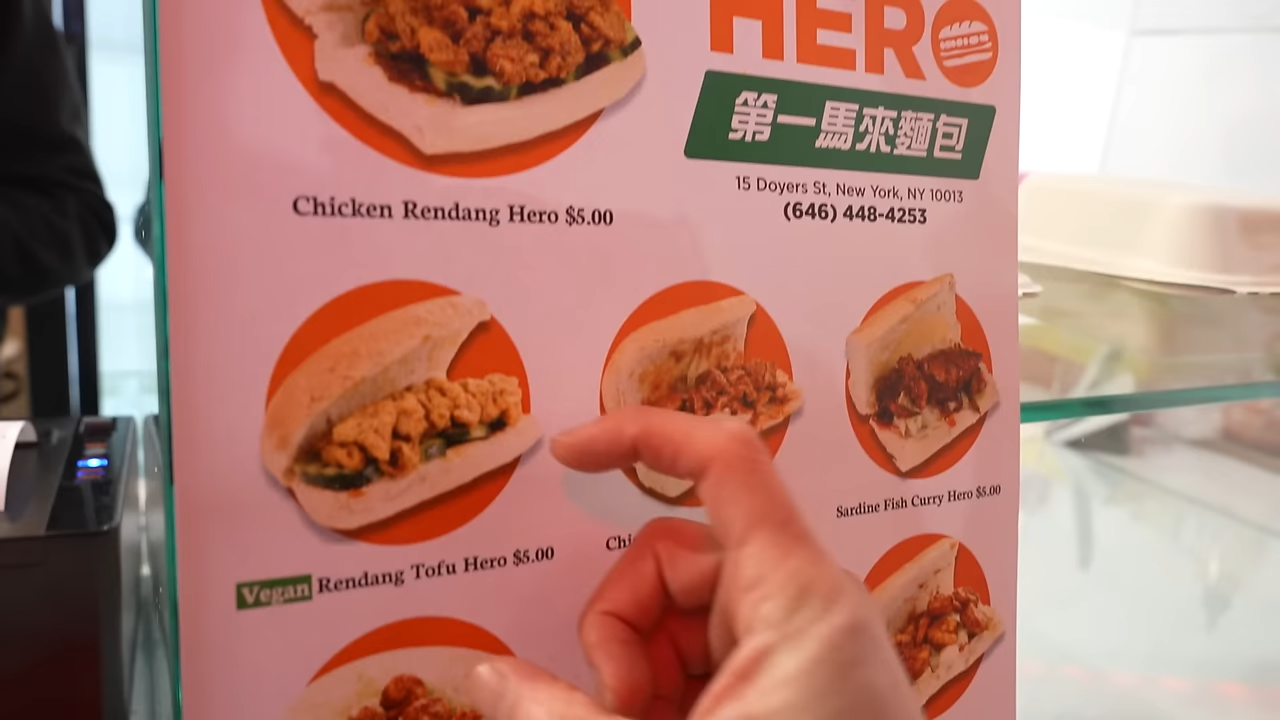 HERO
第一馬來麵包
15 Doyers St, New York, NY 10013
(646) 448-4253
Chicken Rendang Hero $5.00
Sardine Fish Curry Hero $5.00
Vegan Rendang Tofu Hero $5.00